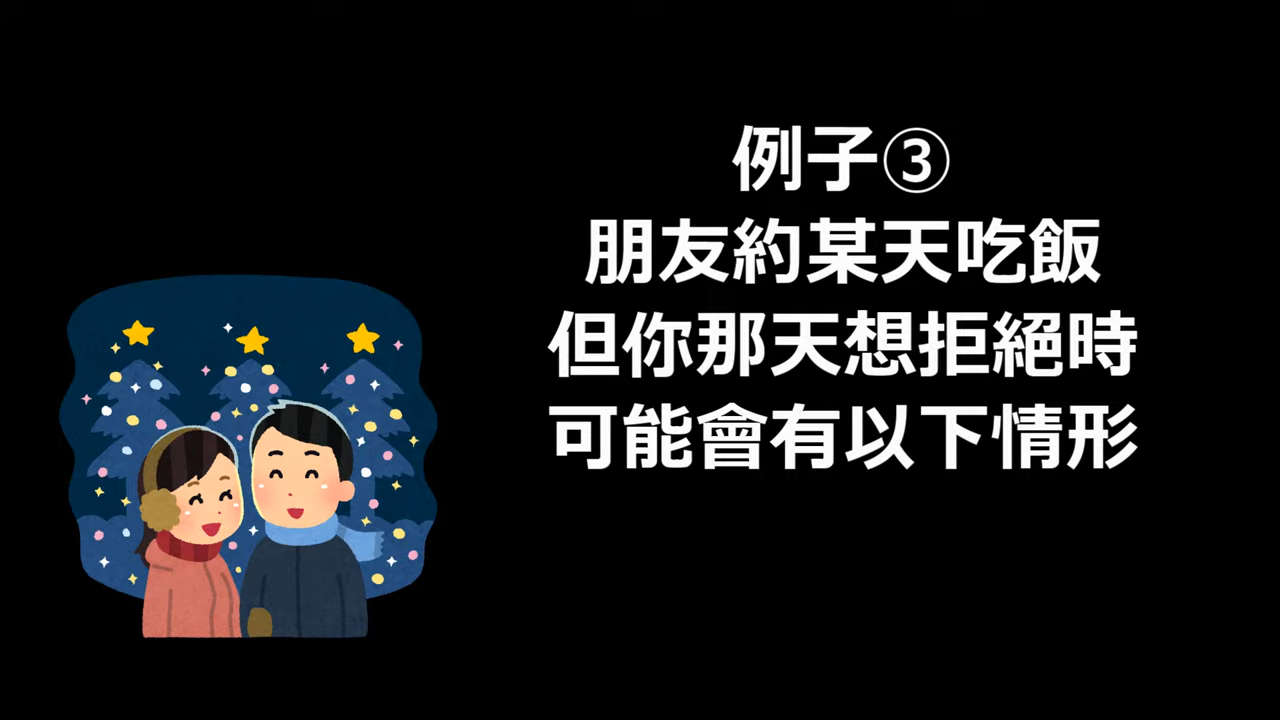 例子③
朋友約某天吃飯
但你那天想拒絕時
可能會有以下情形